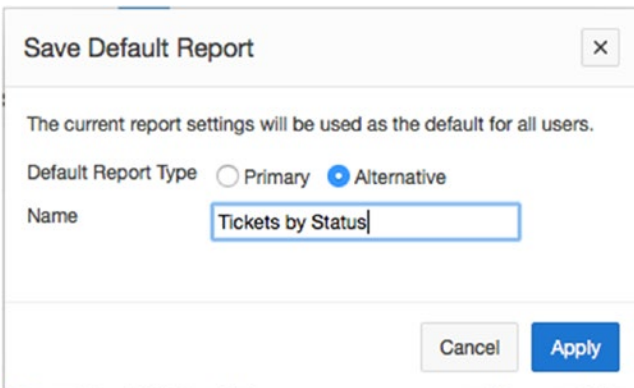 Save Default Report
The current report settings will be used as the default for all users.
Default Report Type Primary Alternative
Name Tickets by Status
Cancel Apply